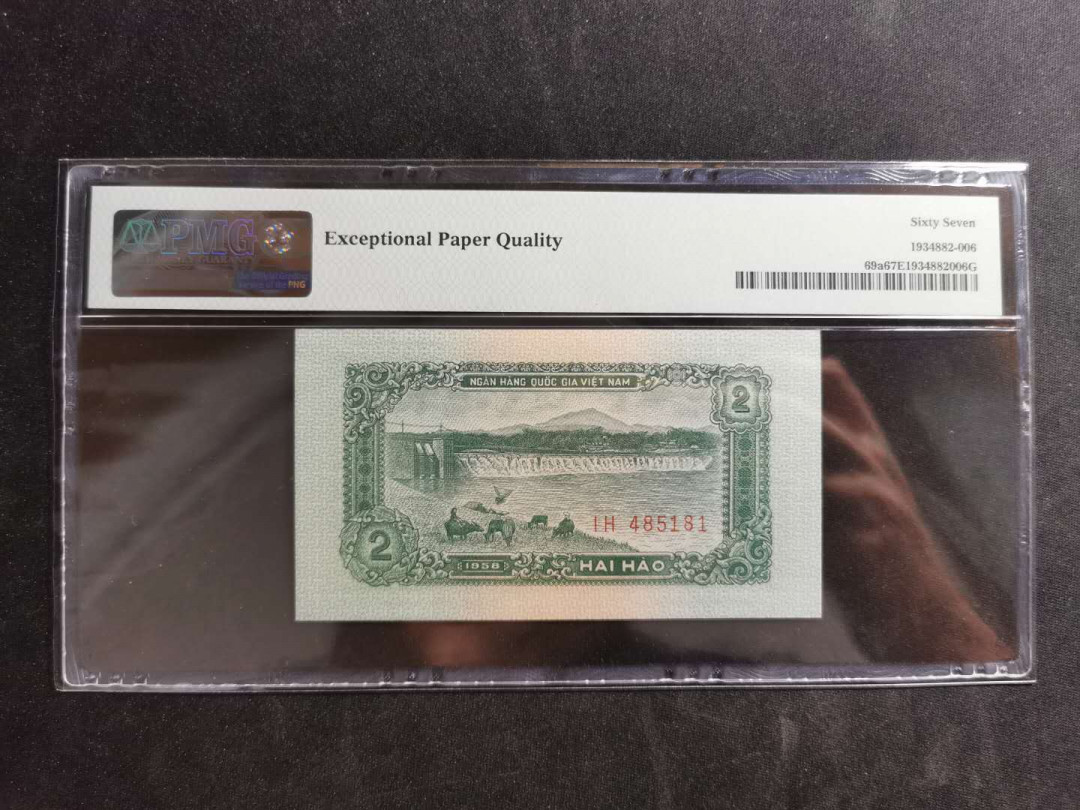 PMG
Exceptional Paper Quality
Sixty Seven
1934882-006
69a67E1934882006G
NGÂN HÀNG QUỐC GIA VIỆT NAM
2
IH 485181
2
1958
HAI HÀO